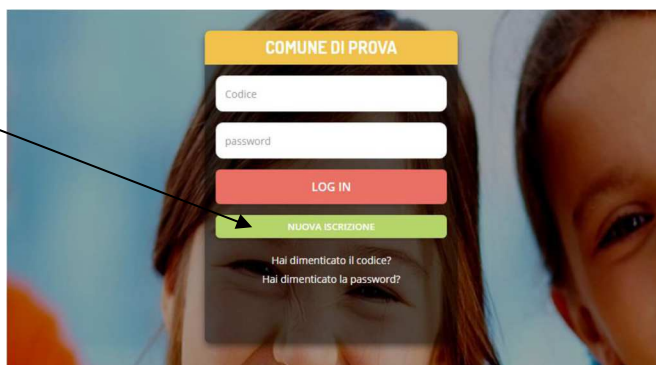 COMUNE DI PROVA
Codice
password
LOG IN
NUOVA ISCRIZIONE
Hai dimenticato il codice?
Hai dimenticato la password?